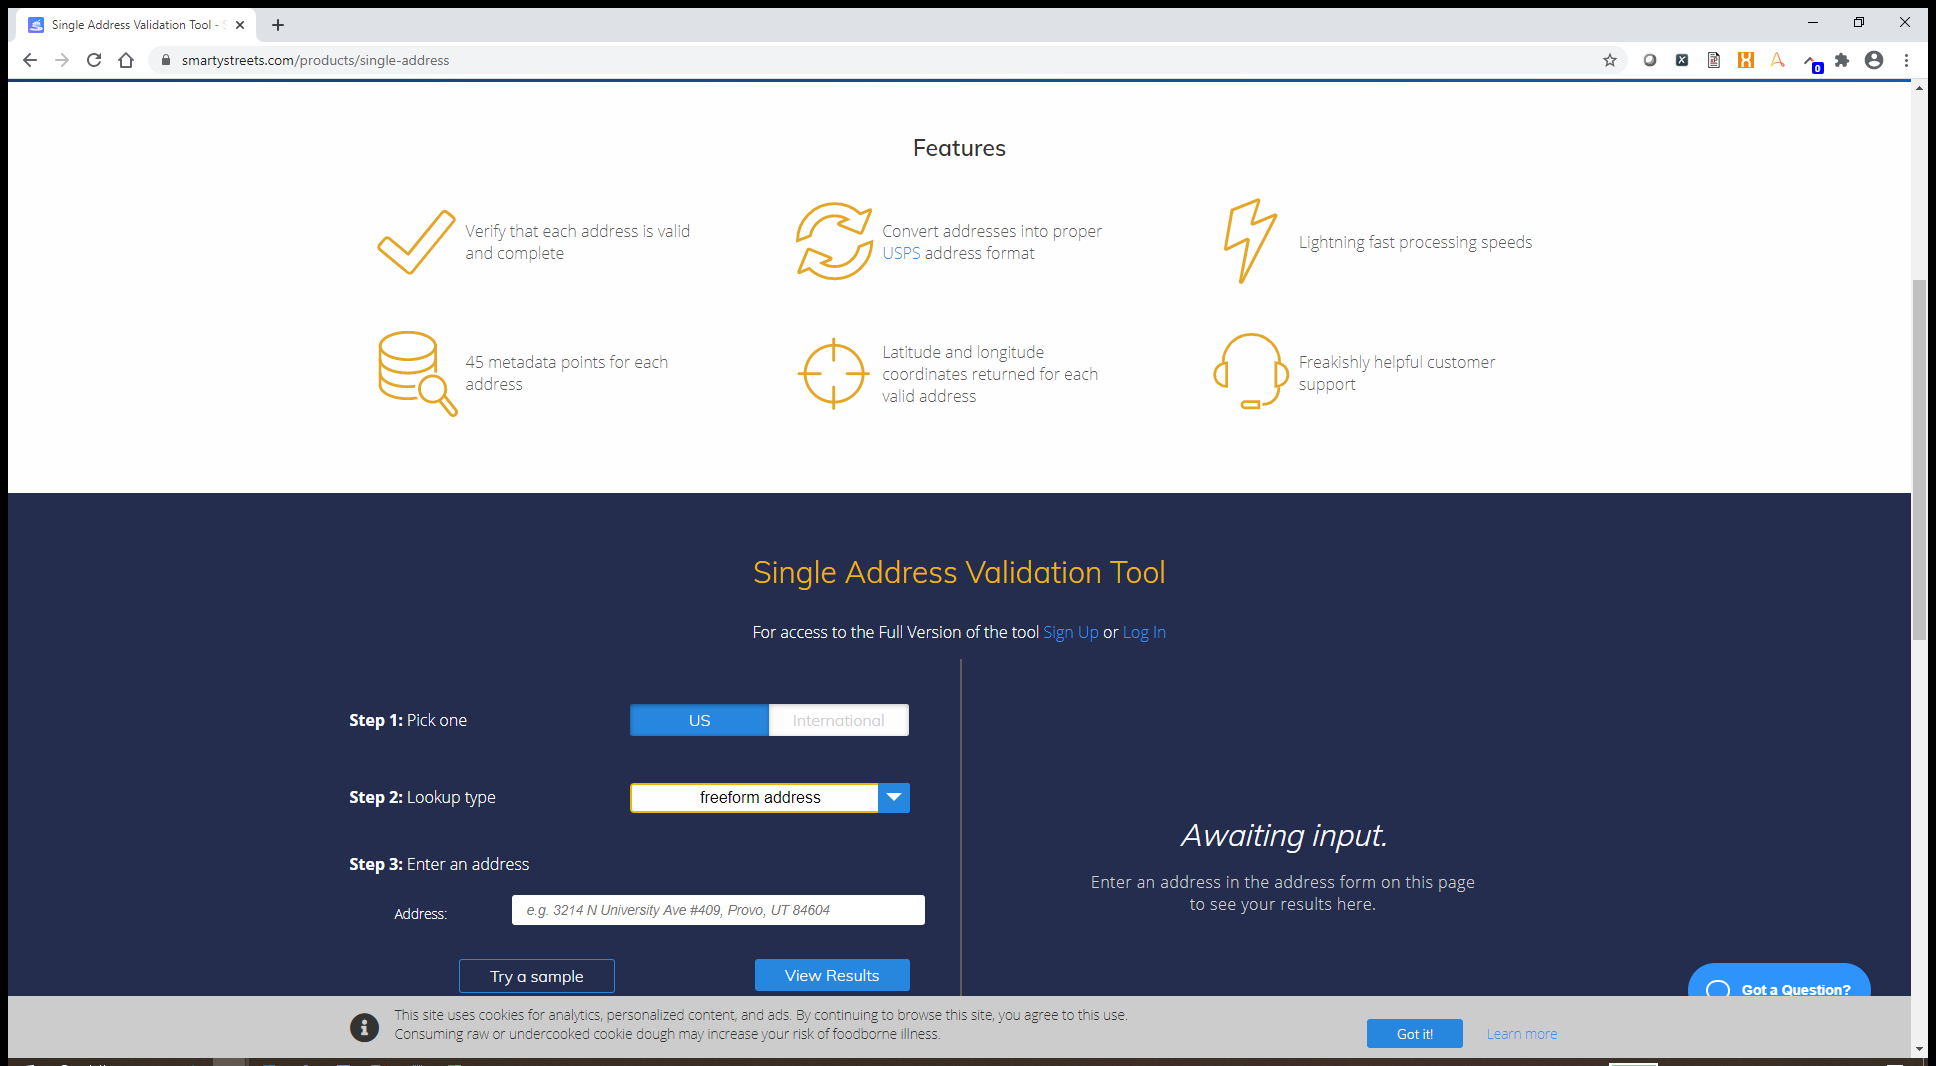 Single Address Validation Tool -
smartystreets.com/products/single-address
0
Features
Verify that each address is valid
and complete
Convert addresses into proper
USPS address format
Lightning fast processing speeds
45 metadata points for each
address
Latitude and longitude
coordinates returned for each
valid address
Freakishly helpful customer
support
Single Address Validation Tool
For access to the Full Version of the tool Sign Up or Log In
Step 1: Pick one
US
International
Step 2: Lookup type
freeform address
Step 3: Enter an address
Address:
e.g. 3214 N University Ave #409, Provo, UT 84604
Try a sample
View Results
Awaiting input.
Enter an address in the address form on this page
to see your results here.
Got a Question?
This site uses cookies for analytics, personalized content, and ads. By continuing to browse this site, you agree to this use.
Consuming raw or undercooked cookie dough may increase your risk of foodborne illness.
Got it!
Learn more